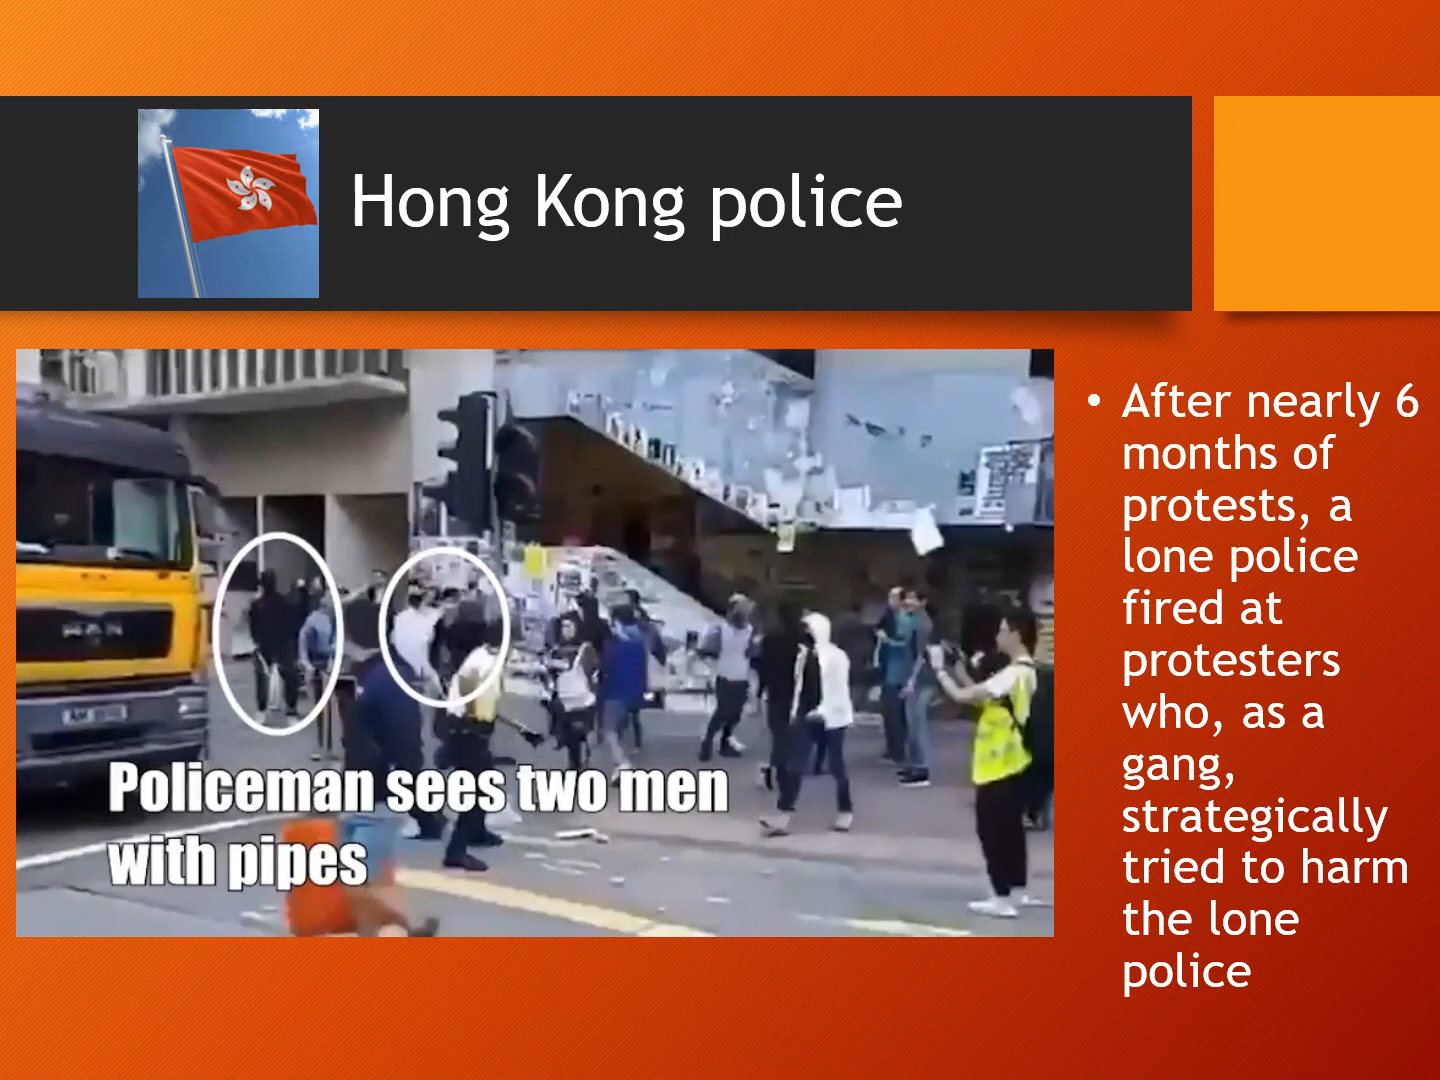 Hong Kong police
Policeman sees two men
with pipes
• After nearly 6
months of
protests, a
lone police
fired at
protesters
who, as a
gang,
strategically
tried to harm
the lone
police
MAN